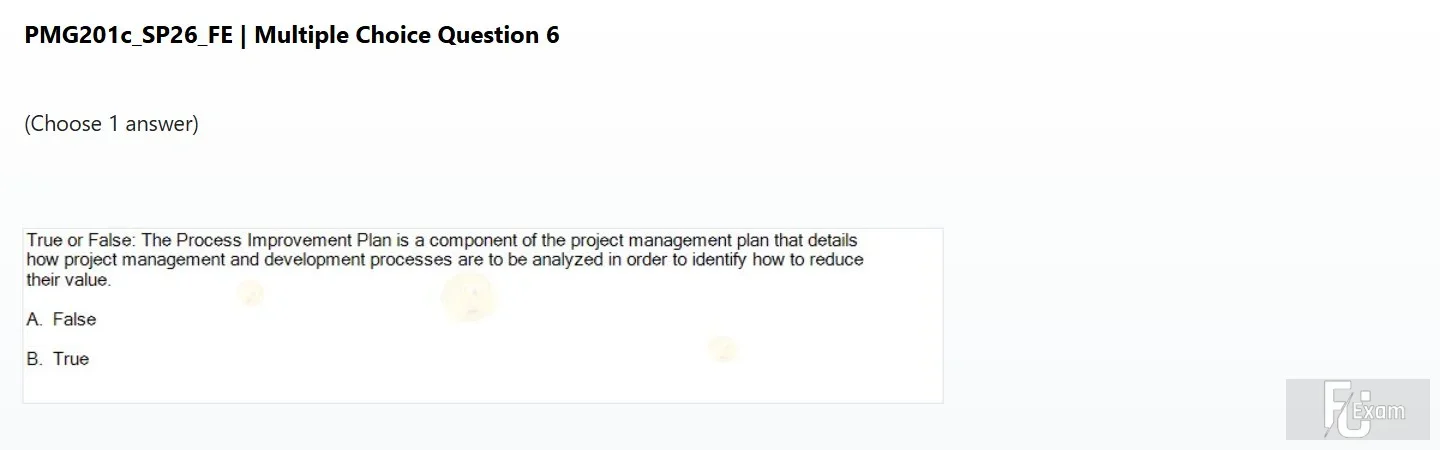 PMG201c_SP26_FE | Multiple Choice Question 6
(Choose 1 answer)
True or False: The Process Improvement Plan is a component of the project management plan that details
how project management and development processes are to be analyzed in order to identify how to reduce
their value.
A. False
B. True
FU Exam